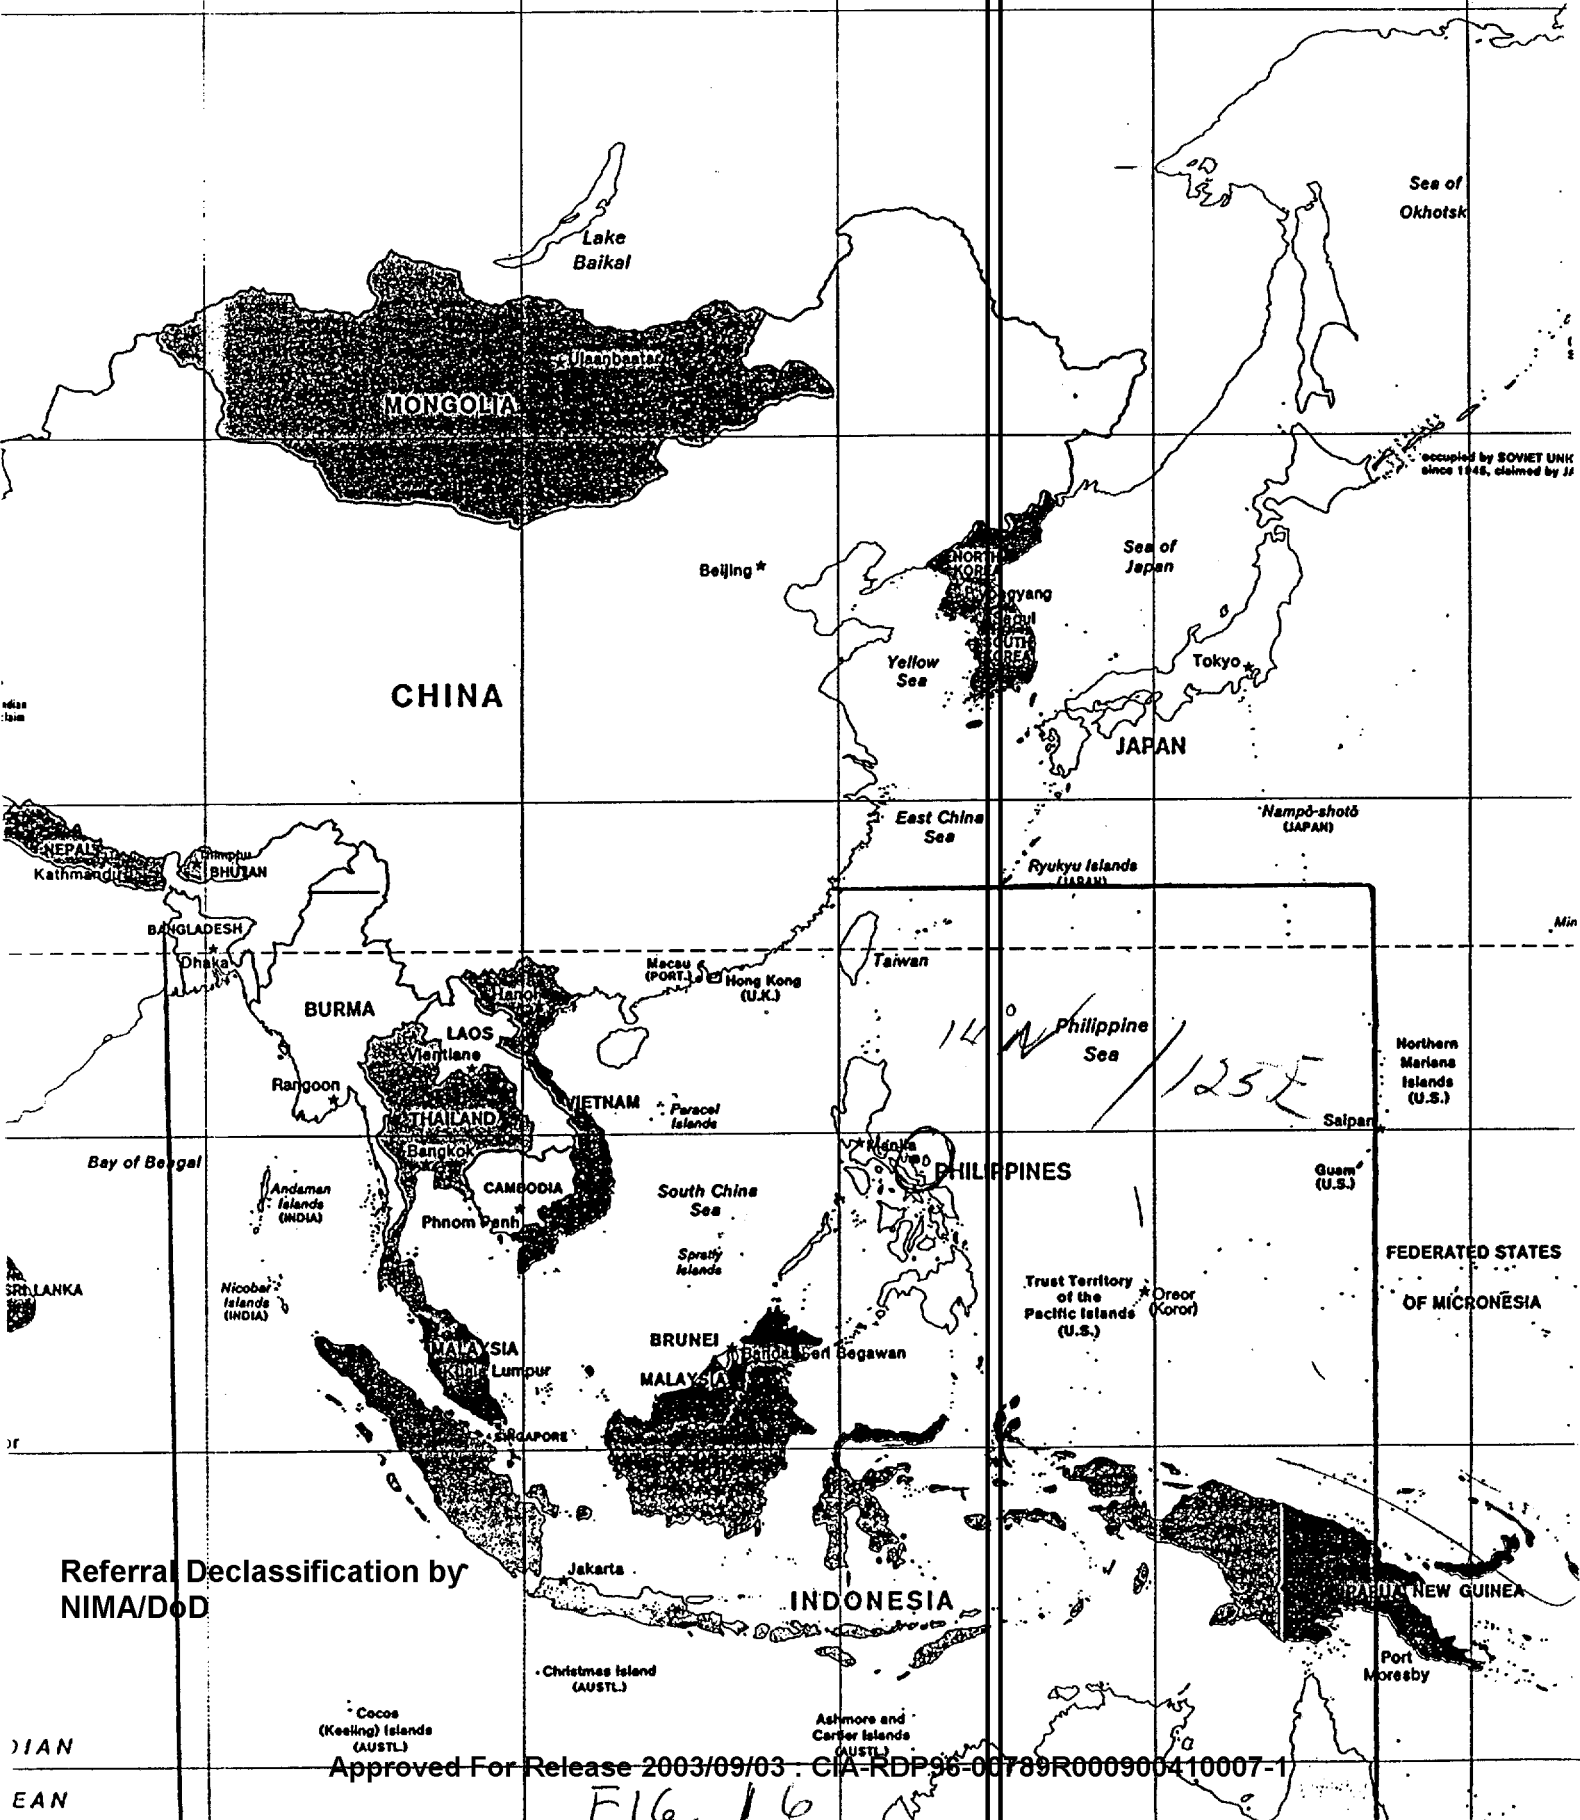 Sea of
Okhotsk
Lake
Baikal
Ulaanbaatar
MONGOLIA
occupied by SOVIET
since 1945, claimed by
Beijing
NORTH
KOREA
Sea of
Japan
P'yongyang
Seoul
SOUTH
KOREA
Yellow
Sea
Tokyo
CHINA
JAPAN
East China
Sea
Nampō-shotō
(JAPAN)
NEPAL
Kathmandu
Thimphu
BHUTAN
Ryukyu Islands
(JAPAN)
BANGLADESH
Dhaka
Macau
(PORT.)
Hong Kong
(U.K.)
Taiwan
Hanoi
BURMA
LAOS
Vientiane
14 N / 125 E
Philippine
Sea
Northern
Mariana
Islands
(U.S.)
Rangoon
VIETNAM
Paracel
Islands
Saipan
THAILAND
Bangkok
Manila
Bay of Bengal
PHILIPPINES
Guam
(U.S.)
Andaman
Islands
(INDIA)
CAMBODIA
Phnom Penh
South China
Sea
Spratly
Islands
FEDERATED STATES
OF MICRONESIA
SRI LANKA
Nicobar
Islands
(INDIA)
Trust Territory
of the
Pacific Islands
(U.S.)
Oreor
(Koror)
BRUNEI
Bandar Seri Begawan
MALAYSIA
Kuala Lumpur
MALAYSIA
SINGAPORE
Referral Declassification by
NIMA/DoD
Jakarta
INDONESIA
PAPUA NEW GUINEA
Port
Moresby
Christmas Island
(AUSTL.)
Cocos
(Keeling) Islands
(AUSTL.)
Ashmore and
Cartier Islands
(AUSTL.)
Approved For Release 2003/09/03 : CIA-RDP96-00789R000900410007-1
FIG. 16